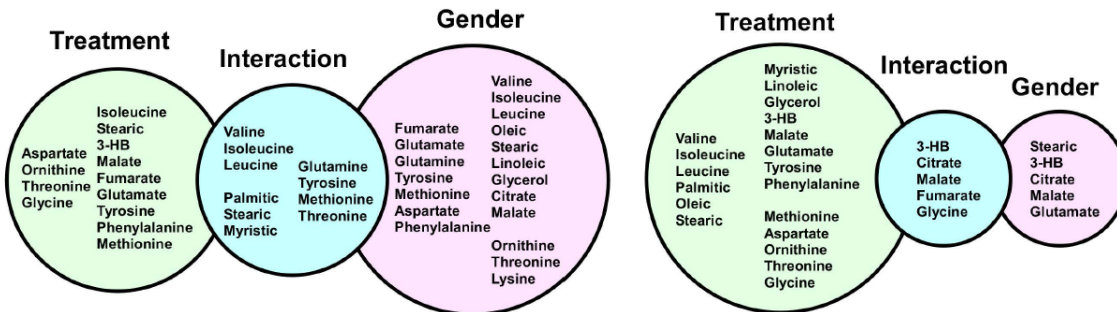 Treatment
Interaction
Gender
Aspartate
Ornithine
Threonine
Glycine
Isoleucine
Stearic
3-HB
Malate
Fumarate
Glutamate
Tyrosine
Phenylalanine
Methionine
Valine
Isoleucine
Leucine
Palmitic
Stearic
Myristic
Glutamine
Tyrosine
Methionine
Threonine
Fumarate
Glutamate
Glutamine
Tyrosine
Methionine
Aspartate
Phenylalanine
Valine
Isoleucine
Leucine
Oleic
Stearic
Linoleic
Glycerol
Citrate
Malate
Ornithine
Threonine
Lysine
Treatment
Interaction
Gender
Valine
Isoleucine
Leucine
Palmitic
Oleic
Stearic
Myristic
Linoleic
Glycerol
3-HB
Malate
Glutamate
Tyrosine
Phenylalanine
Methionine
Aspartate
Ornithine
Threonine
Glycine
3-HB
Citrate
Malate
Fumarate
Glycine
Stearic
3-HB
Citrate
Malate
Glutamate